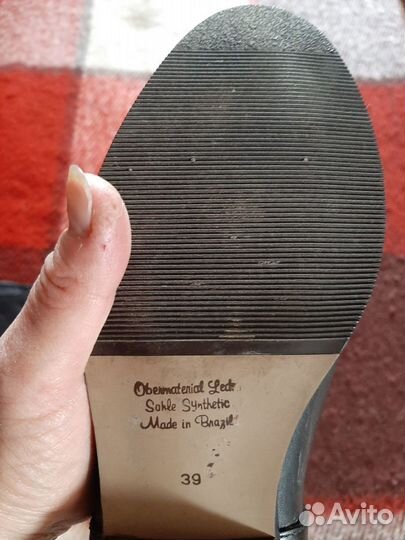 Obermaterial Leder
Sohle Synthetic
Made in Brazil
39
Avito